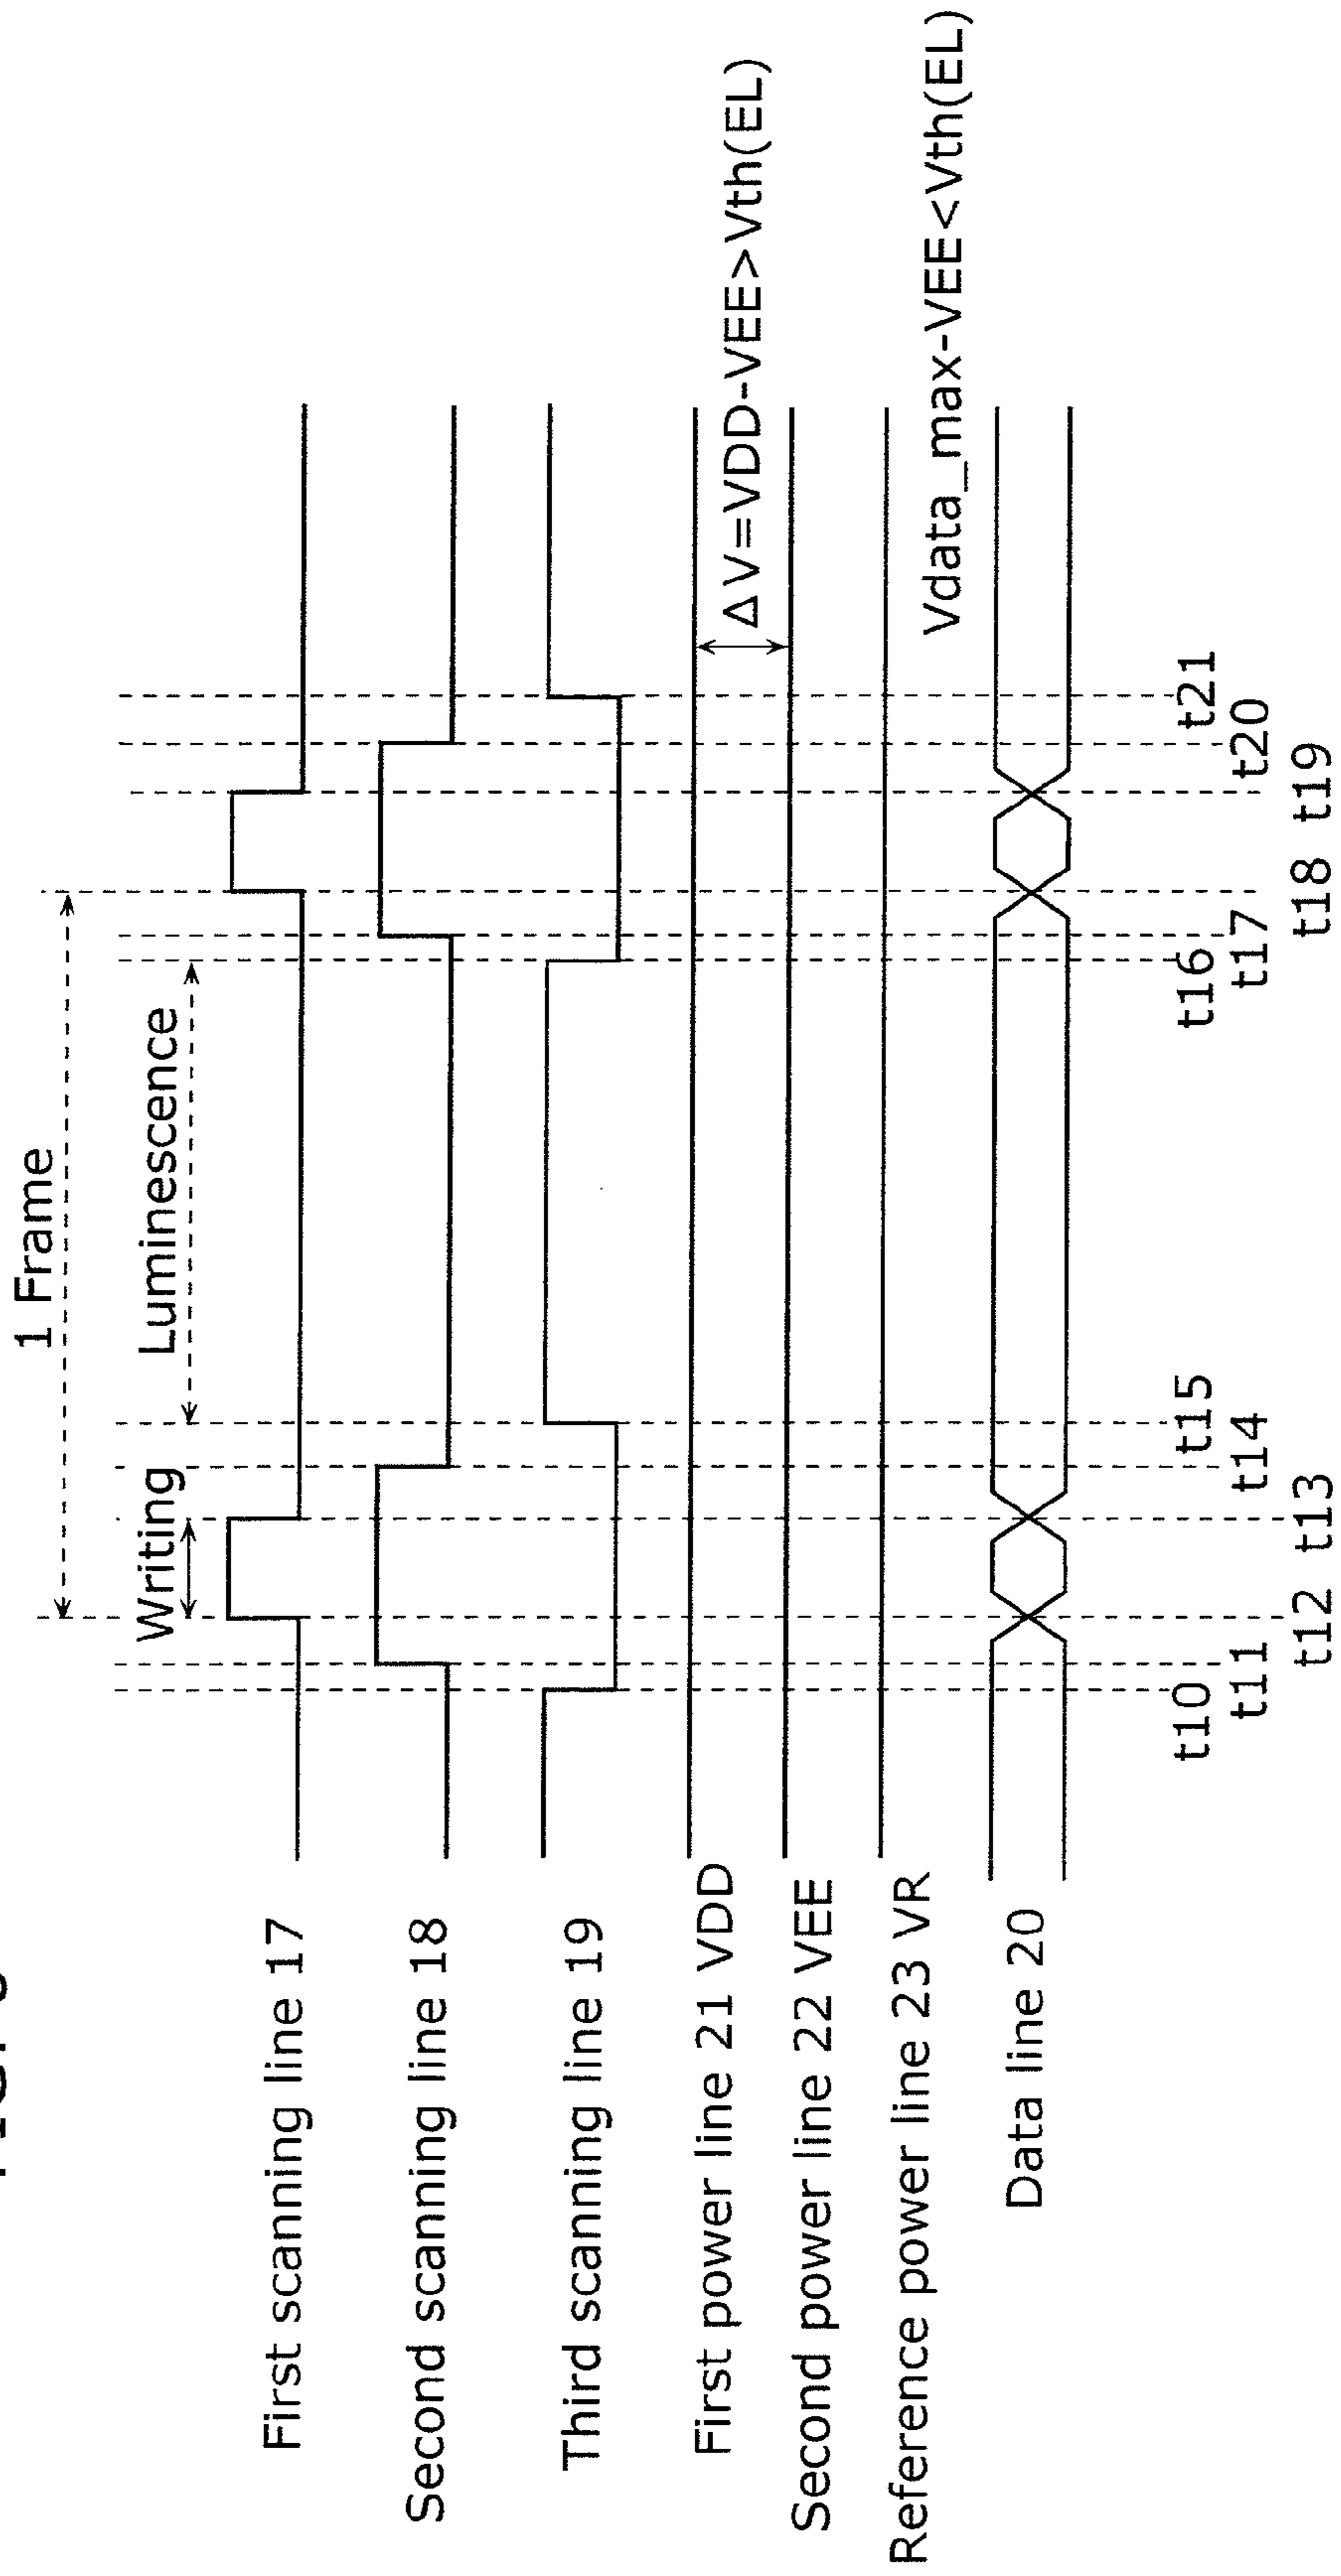 1 Frame
Writing
Luminescence
First scanning line 17
Second scanning line 18
Third scanning line 19
First power line 21 VDD
ΔV=VDD-VEE>Vth(EL)
Second power line 22 VEE
Reference power line 23 VR
Vdata_max-VEE<Vth(EL)
Data line 20
t10
t15
t16
t21
t11
t14
t17
t20
t12
t13
t18
t19